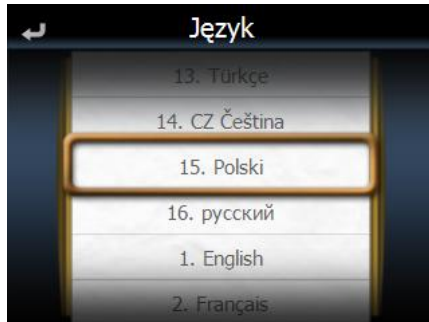 Język
13. Türkçe
14. CZ Čeština
15. Polski
16. русский
1. English
2. Français